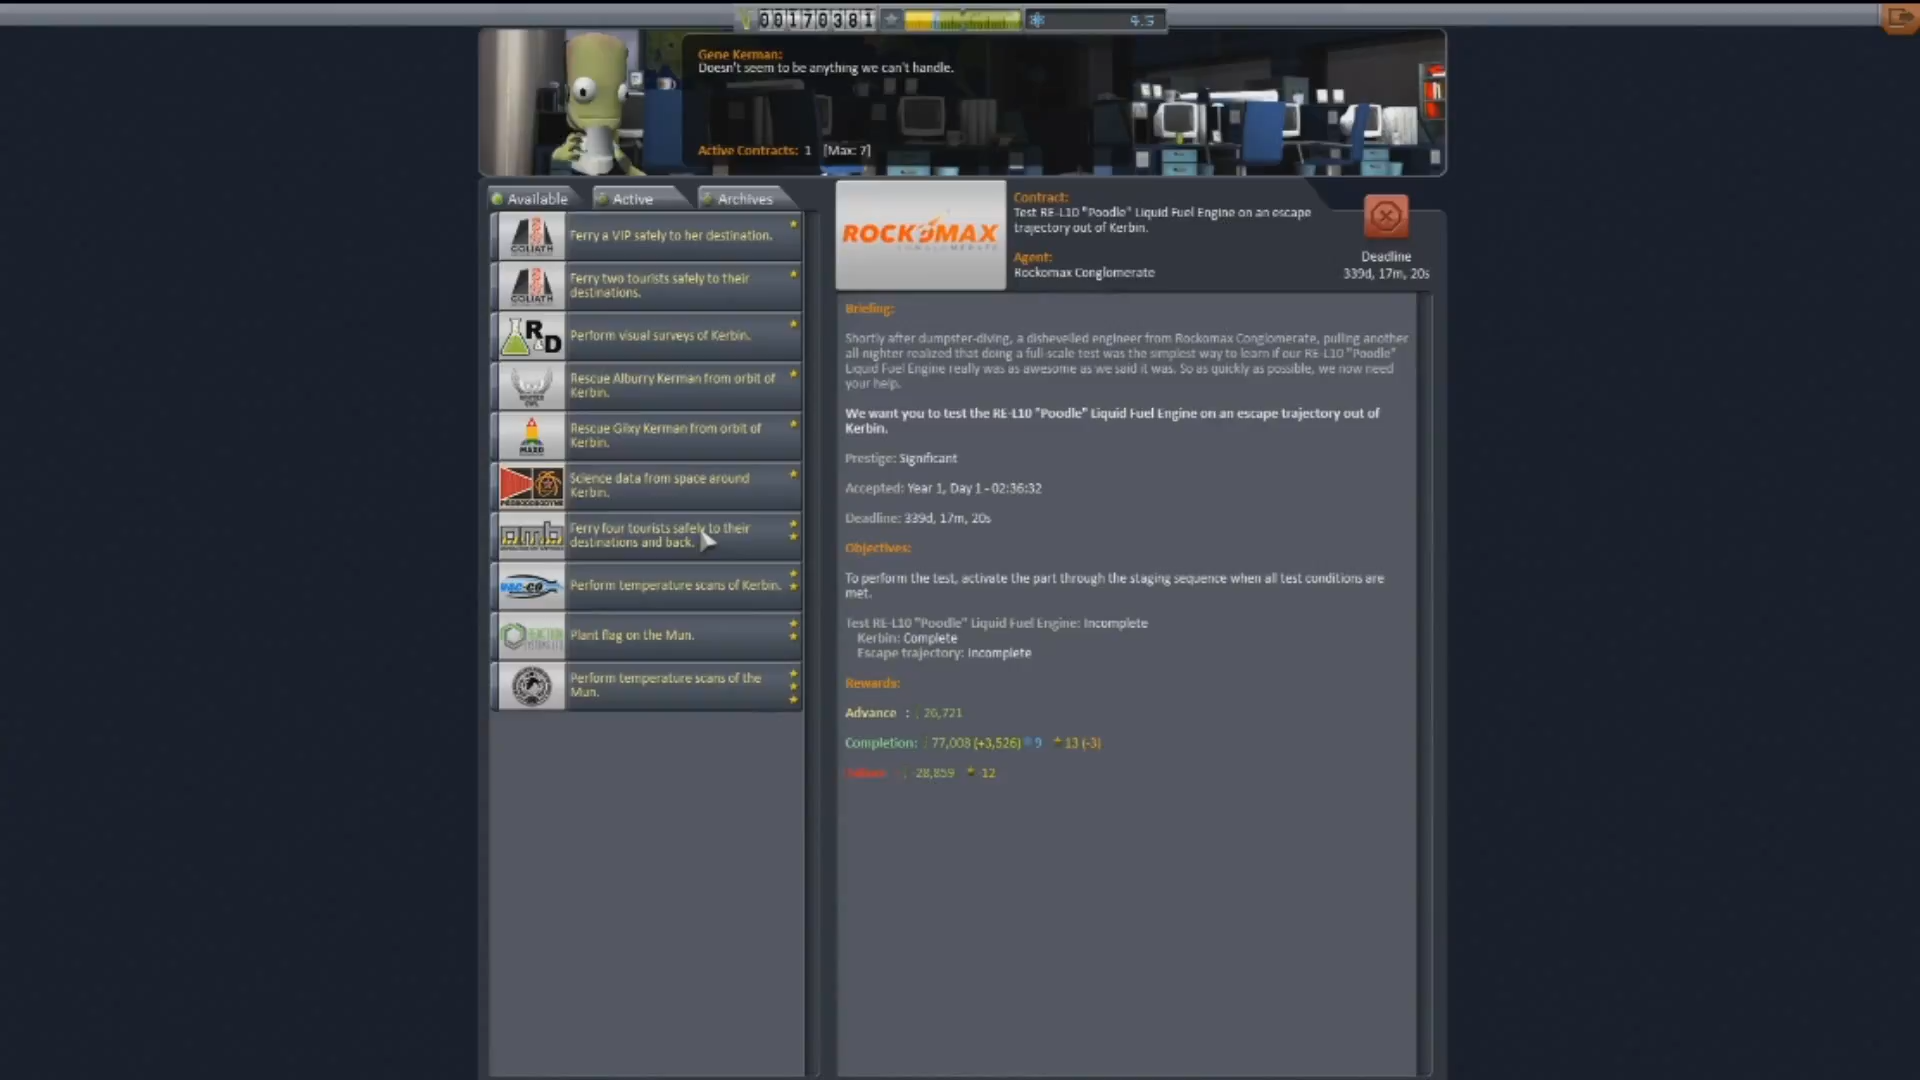 00170381
4.5
Gene Kerman:
Doesn't seem to be anything we can't handle.
Active Contracts: 1 [Max: 7]
Available
Active
Archives
GOLIATH
Ferry a VIP safely to her destination.
GOLIATH
Ferry two tourists safely to their
destinations.
R&D
Perform visual surveys of Kerbin.
Rescue Alburry Kerman from orbit of
Kerbin.
Rescue Gilxy Kerman from orbit of
Kerbin.
Science data from space around
Kerbin.
Ferry four tourists safely to their
destinations and back.
Perform temperature scans of Kerbin.
Plant flag on the Mun.
Perform temperature scans of the
Mun.
ROCKOMAX
CONGLOMERATE
Contract:
Test RE-L10 "Poodle" Liquid Fuel Engine on an escape
trajectory out of Kerbin.
Agent:
Rockomax Conglomerate
Deadline
339d, 17m, 20s
Briefing:
Shortly after dumpster-diving, a dishevelled engineer from Rockomax Conglomerate, pulling another
all nighter realized that doing a full-scale test was the simplest way to learn if our RE-L10 "Poodle"
Liquid Fuel Engine really was as awesome as we said it was. So as quickly as possible, we now need
your help.
We want you to test the RE-L10 "Poodle" Liquid Fuel Engine on an escape trajectory out of
Kerbin.
Prestige: Significant
Accepted: Year 1, Day 1 - 02:36:32
Deadline: 339d, 17m, 20s
Objectives:
To perform the test, activate the part through the staging sequence when all test conditions are
met.
Test RE-L10 "Poodle" Liquid Fuel Engine: Incomplete
Kerbin: Complete
Escape trajectory: Incomplete
Rewards:
Advance : 26,721
Completion: 77,008 (+3,526) 9 13 (-3)
28,859 12